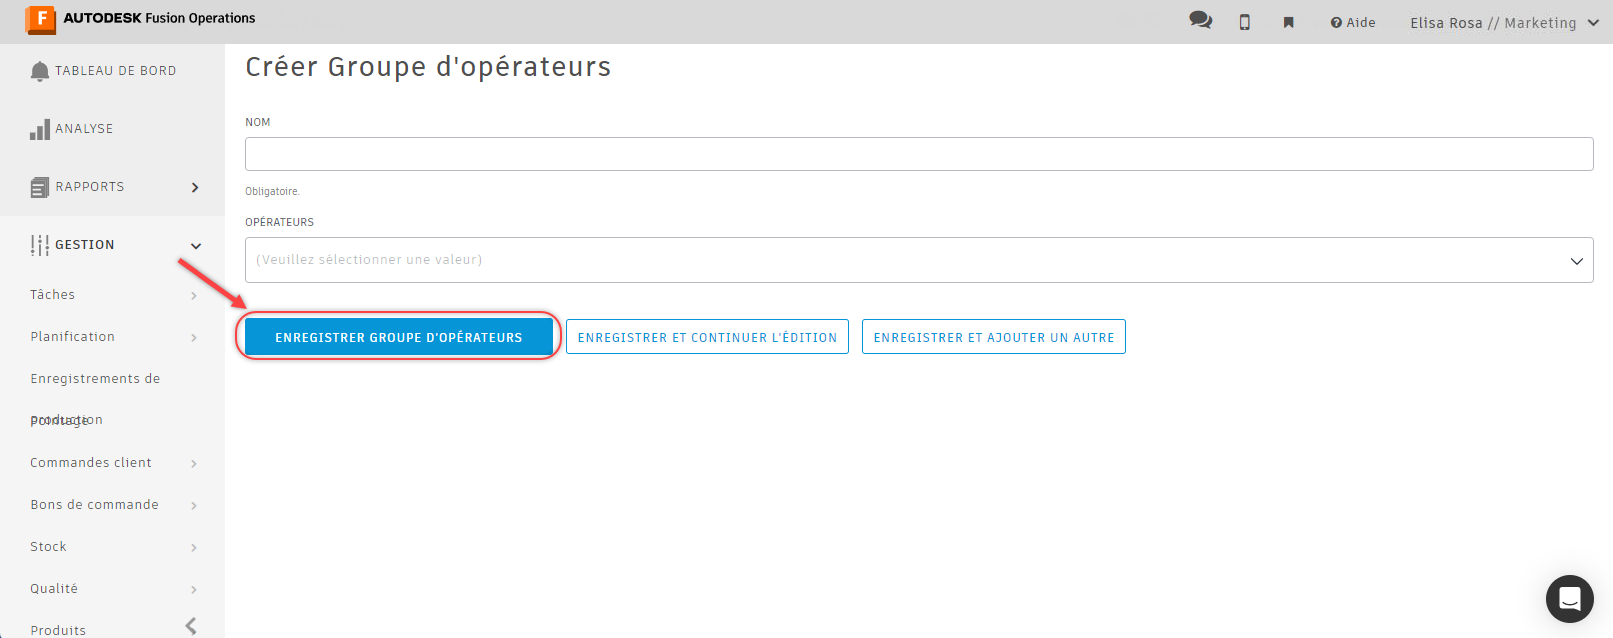 F AUTODESK Fusion Operations
Aide
Elisa Rosa // Marketing
TABLEAU DE BORD
ANALYSE
RAPPORTS
GESTION
Tâches
Planification
Enregistrements de
production
Pointage
Commandes client
Bons de commande
Stock
Qualité
Produits
Créer Groupe d'opérateurs
NOM
Obligatoire.
OPÉRATEURS
(Veuillez sélectionner une valeur)
ENREGISTRER GROUPE D'OPÉRATEURS
ENREGISTRER ET CONTINUER L'ÉDITION
ENREGISTRER ET AJOUTER UN AUTRE